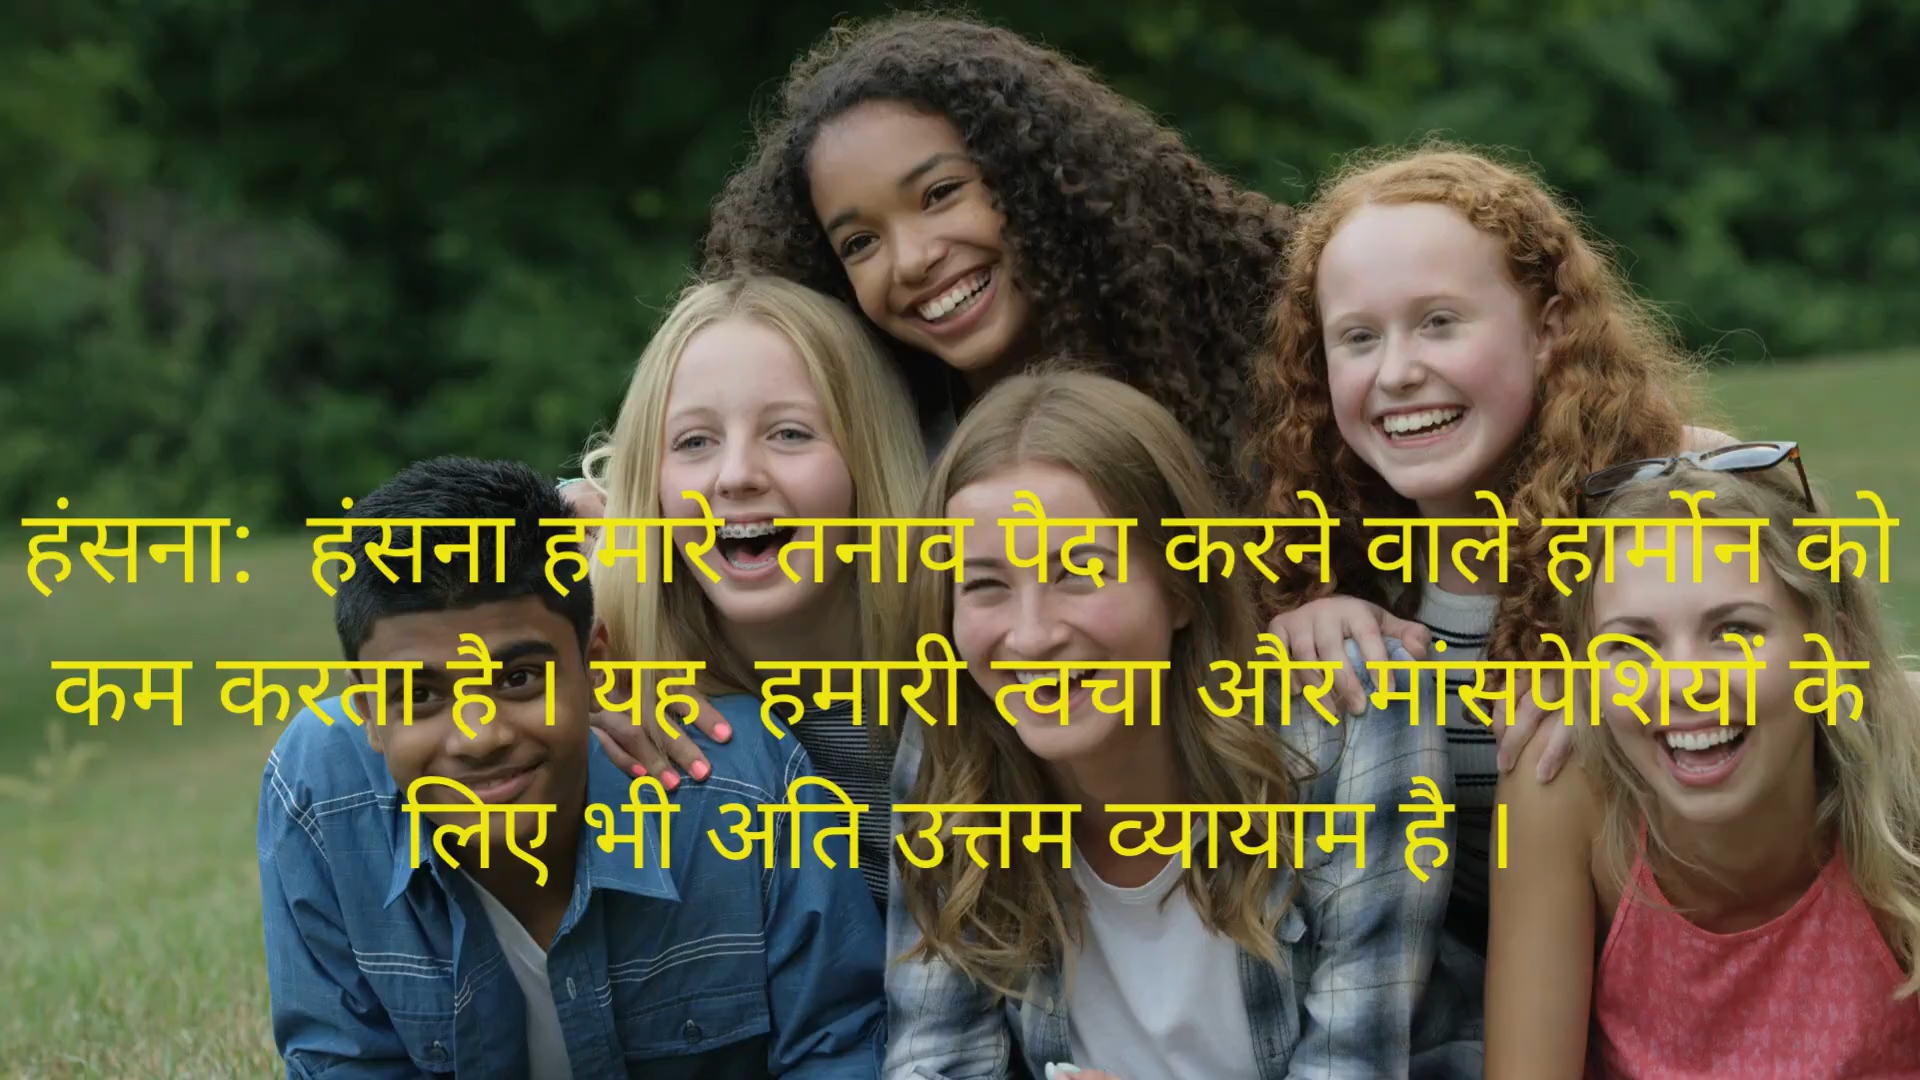 हंसना: हंसना हमारे तनाव पैदा करने वाले हार्मोन को
कम करता है। यह हमारी त्वचा और मांसपेशियों के
लिए भी अति उत्तम व्यायाम है ।